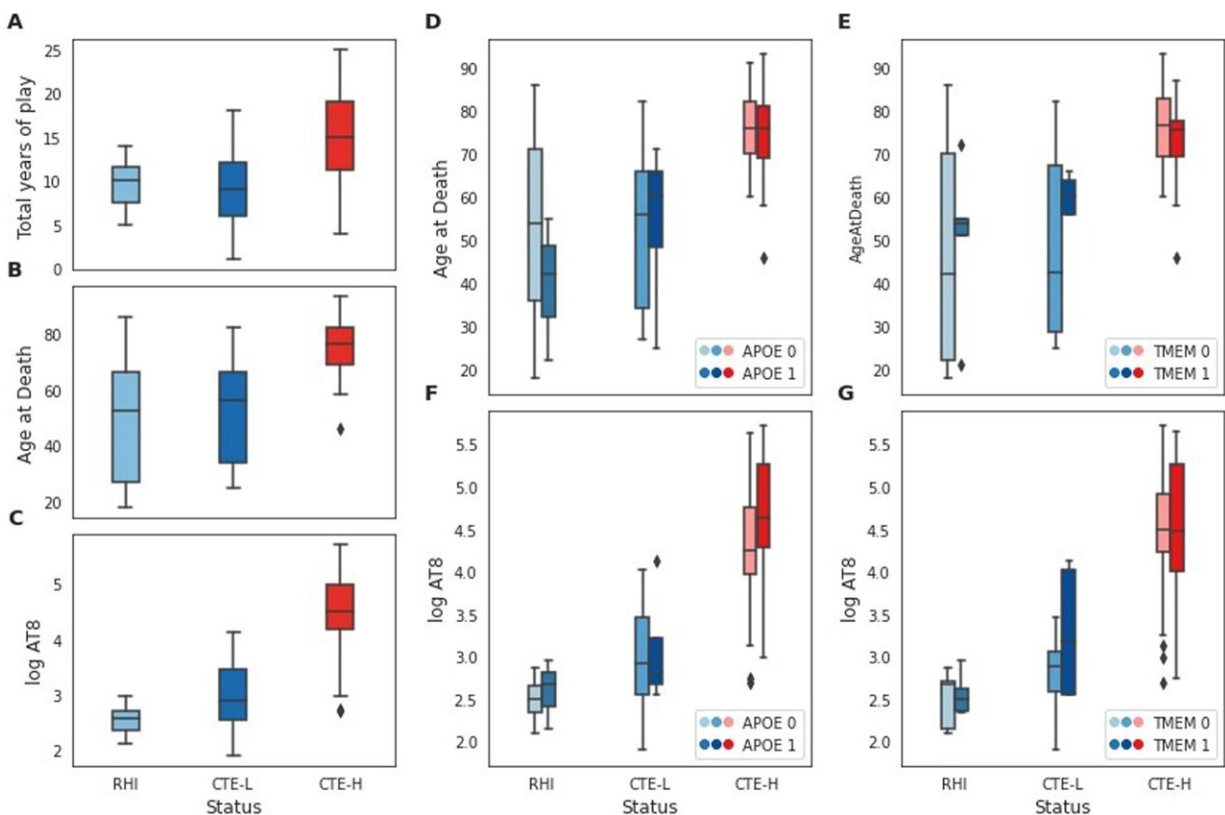 A
Total years of play
25
20
15
10
5
0
B
Age at Death
80
60
40
20
C
log AT8
5
4
3
2
RHI CTE-L CTE-H
Status
D
Age at Death
90
80
70
60
50
40
30
20
APOE 0
APOE 1
E
AgeAtDeath
90
80
70
60
50
40
30
20
TMEM 0
TMEM 1
F
log AT8
5.5
5.0
4.5
4.0
3.5
3.0
2.5
2.0
APOE 0
APOE 1
RHI CTE-L CTE-H
Status
G
log AT8
5.5
5.0
4.5
4.0
3.5
3.0
2.5
2.0
TMEM 0
TMEM 1
RHI CTE-L CTE-H
Status